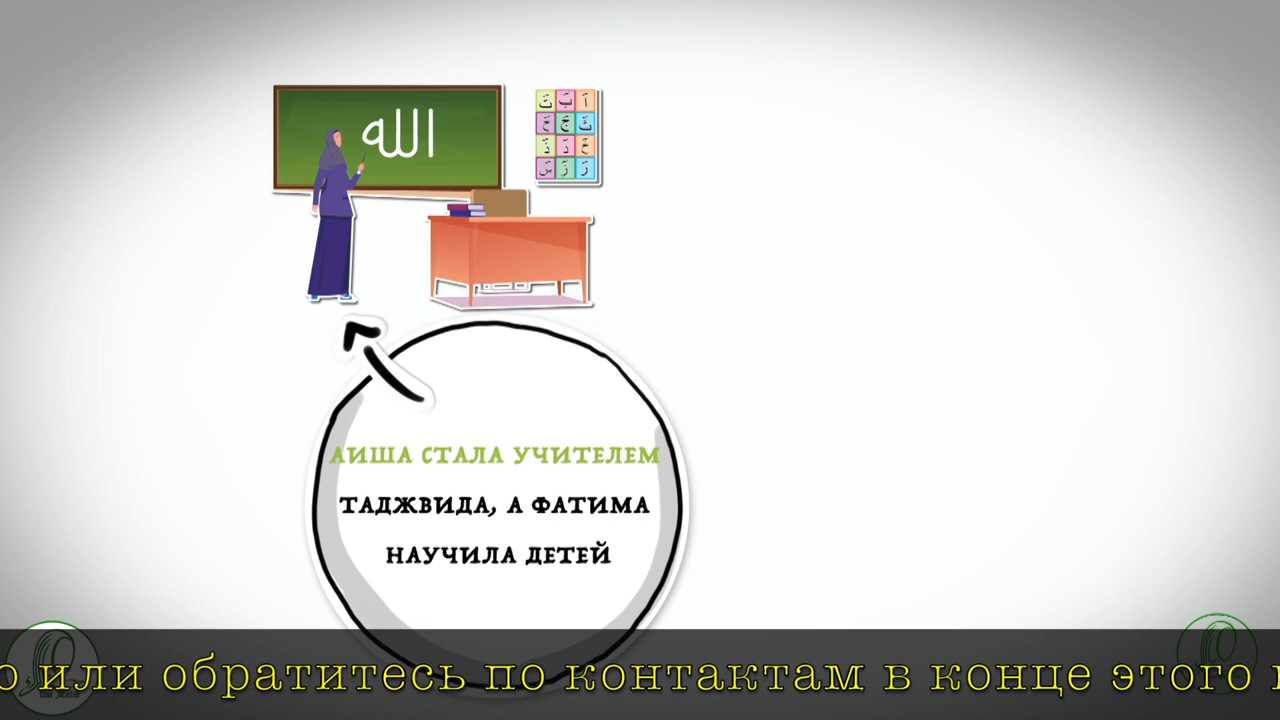 الله
اَ بَ تَ
ثَ جَ حَ
خَ دَ ذَ
رَ زَ سَ
АИША СТАЛА УЧИТЕЛЕМ
ТАДЖВИДА, А ФАТИМА
НАУЧИЛА ДЕТЕЙ
о или обратитесь по контактам в конце этого